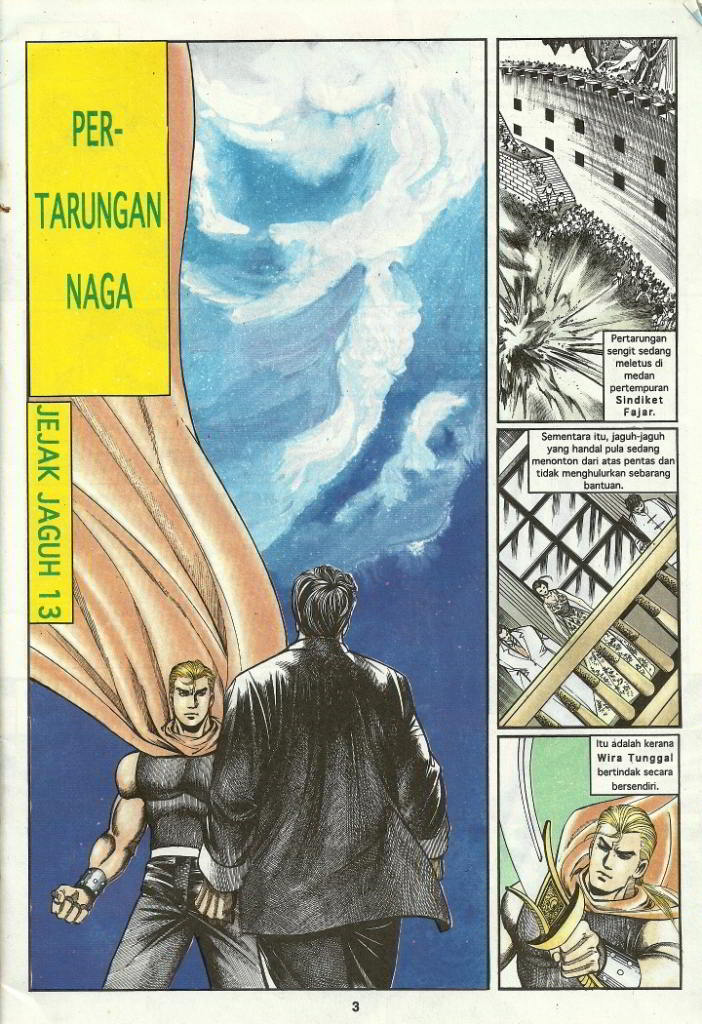 PER-
TARUNGAN
NAGA
JEJAK JAGUH 13
Pertarungan
sengit sedang
meletus di
medan
pertempuran
Sindiket
Fajar.
Sementara itu, jaguh-jaguh
yang handal pula sedang
menonton dari atas pentas dan
tidak menghulurkan sebarang
bantuan.
Itu adalah kerana
Wira Tunggal
bertindak secara
bersendiri.
3